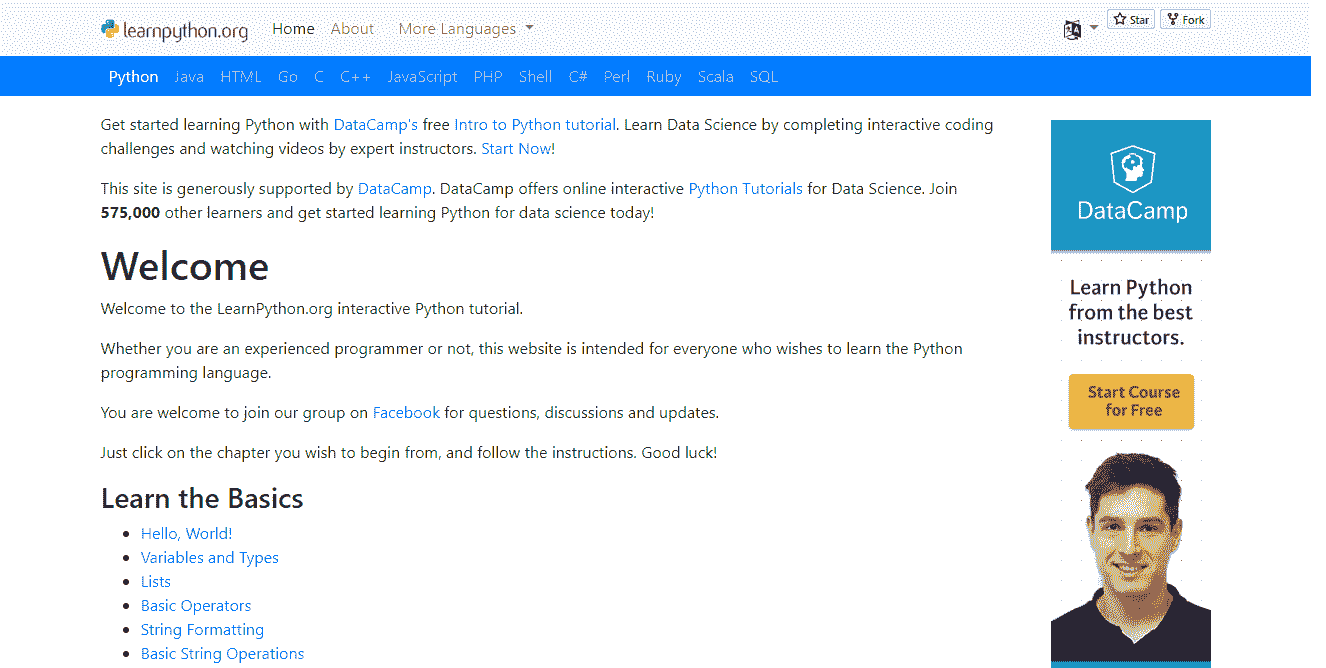 learnpython.org Home About More Languages Star Fork
Python Java HTML Go C C++ JavaScript PHP Shell C# Perl Ruby Scala SQL
Get started learning Python with DataCamp's free Intro to Python tutorial. Learn Data Science by completing interactive coding
challenges and watching videos by expert instructors. Start Now!
This site is generously supported by DataCamp. DataCamp offers online interactive Python Tutorials for Data Science. Join
575,000 other learners and get started learning Python for data science today!
Welcome
Welcome to the LearnPython.org interactive Python tutorial.
Whether you are an experienced programmer or not, this website is intended for everyone who wishes to learn the Python
programming language.
You are welcome to join our group on Facebook for questions, discussions and updates.
Just click on the chapter you wish to begin from, and follow the instructions. Good luck!
Learn the Basics
Hello, World!
Variables and Types
Lists
Basic Operators
String Formatting
Basic String Operations
DataCamp
Learn Python
from the best
instructors.
Start Course
for Free